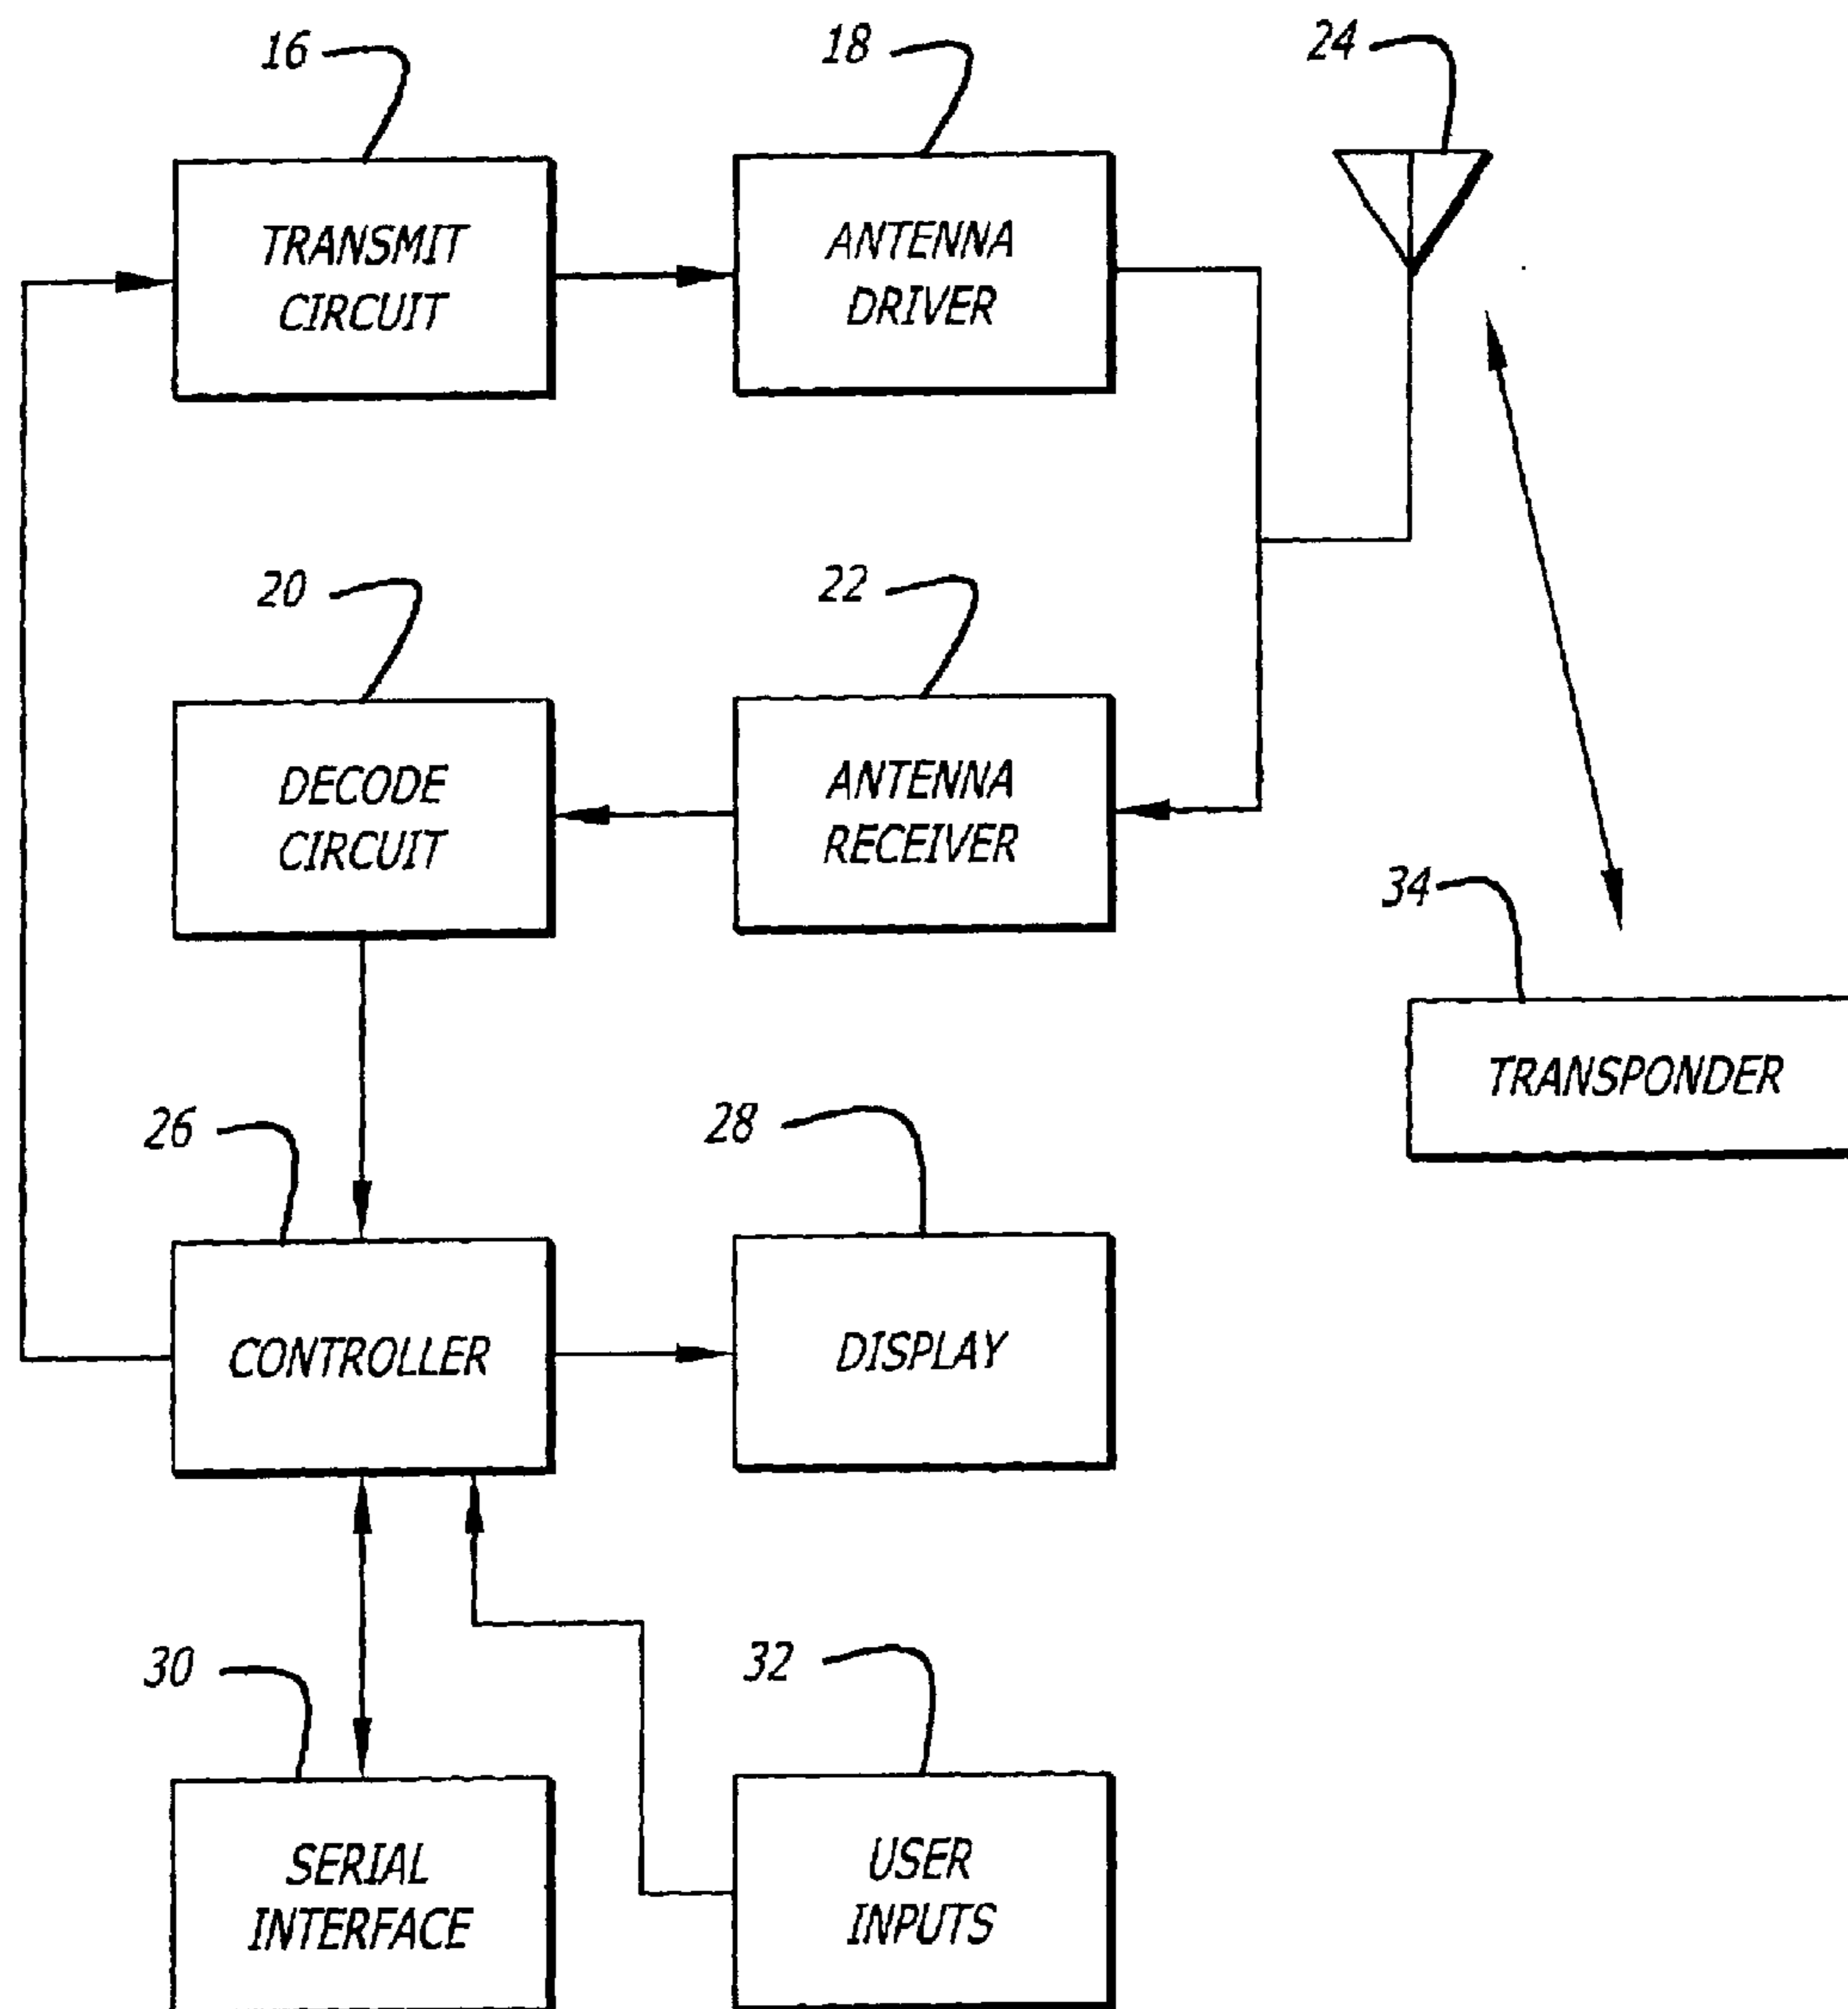 16
18
24
TRANSMIT
CIRCUIT
ANTENNA
DRIVER
20
22
DECODE
CIRCUIT
ANTENNA
RECEIVER
34
TRANSPONDER
26
28
CONTROLLER
DISPLAY
30
32
SERIAL
INTERFACE
USER
INPUTS